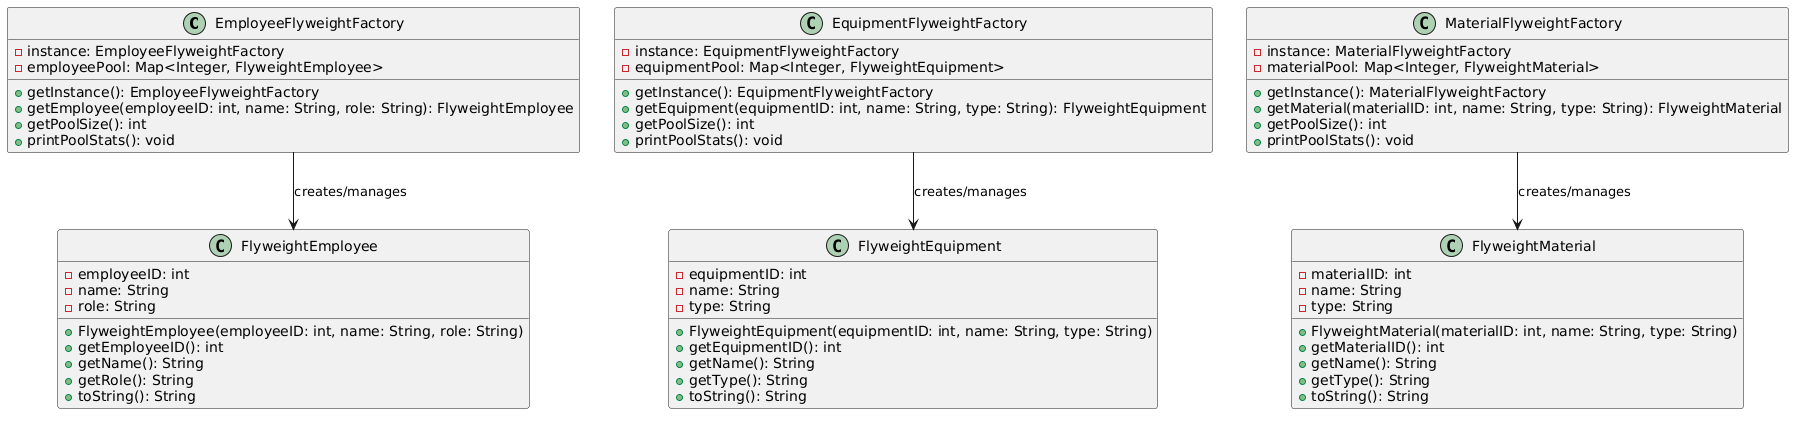 C EmployeeFlyweightFactory
instance: EmployeeFlyweightFactory
employeePool: Map<Integer, FlyweightEmployee>
getInstance(): EmployeeFlyweightFactory
getEmployee(employeeID: int, name: String, role: String): FlyweightEmployee
getPoolSize(): int
printPoolStats(): void
C EquipmentFlyweightFactory
instance: EquipmentFlyweightFactory
equipmentPool: Map<Integer, FlyweightEquipment>
getInstance(): EquipmentFlyweightFactory
getEquipment(equipmentID: int, name: String, type: String): FlyweightEquipment
getPoolSize(): int
printPoolStats(): void
C MaterialFlyweightFactory
instance: MaterialFlyweightFactory
materialPool: Map<Integer, FlyweightMaterial>
getInstance(): MaterialFlyweightFactory
getMaterial(materialID: int, name: String, type: String): FlyweightMaterial
getPoolSize(): int
printPoolStats(): void
creates/manages
creates/manages
creates/manages
C FlyweightEmployee
employeeID: int
name: String
role: String
FlyweightEmployee(employeeID: int, name: String, role: String)
getEmployeeID(): int
getName(): String
getRole(): String
toString(): String
C FlyweightEquipment
equipmentID: int
name: String
type: String
FlyweightEquipment(equipmentID: int, name: String, type: String)
getEquipmentID(): int
getName(): String
getType(): String
toString(): String
C FlyweightMaterial
materialID: int
name: String
type: String
FlyweightMaterial(materialID: int, name: String, type: String)
getMaterialID(): int
getName(): String
getType(): String
toString(): String